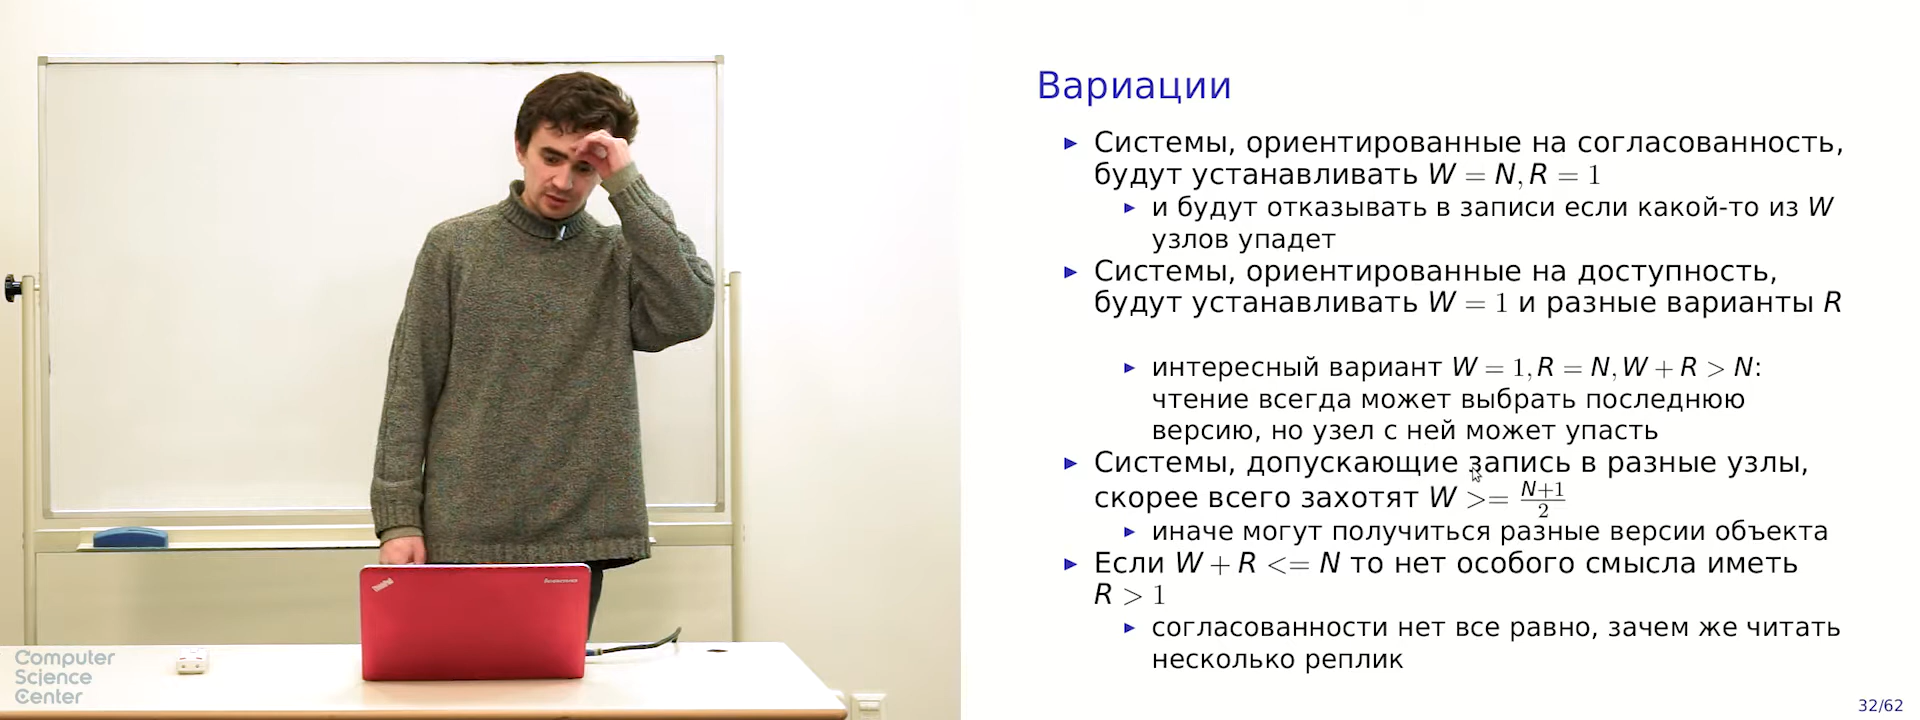 Вариации
▸ Системы, ориентированные на согласованность,
будут устанавливать W = N, R = 1
▸ и будут отказывать в записи если какой-то из W
узлов упадет
▸ Системы, ориентированные на доступность,
будут устанавливать W = 1 и разные варианты R
▸ интересный вариант W = 1, R = N, W + R > N:
чтение всегда может выбрать последнюю
версию, но узел с ней может упасть
▸ Системы, допускающие запись в разные узлы,
скорее всего захотят W >= N+1/2
▸ иначе могут получиться разные версии объекта
▸ Если W + R <= N то нет особого смысла иметь
R > 1
▸ согласованности нет все равно, зачем же читать
несколько реплик
32/62
Computer
Science
Center